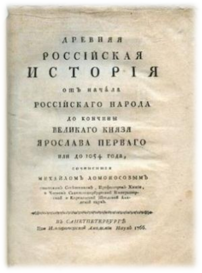 ДРЕВНЯЯ
РОССІЙСКАЯ
ИСТОРІЯ
отъ начала
РОССІЙСКАГО НАРОДА
ДО КОНЧИНЫ
ВЕЛИКАГО КНЯЗЯ
ЯРОСЛАВА ПЕРВАГО
ИЛИ ДО 1054 ГОДА,
СОЧИНЕННАЯ
МИХАЙЛОМЪ ЛОМОНОСОВЫМЪ
Статскимъ Совѣтникомъ, Профессоромъ Химіи,
и Членомъ Санктпетербургской Императорской
и Королевской Шведской Академій наукъ.
ВЪ САНКТПЕТЕРБУРГѢ
При Императорской Академіи Наукъ 1766.